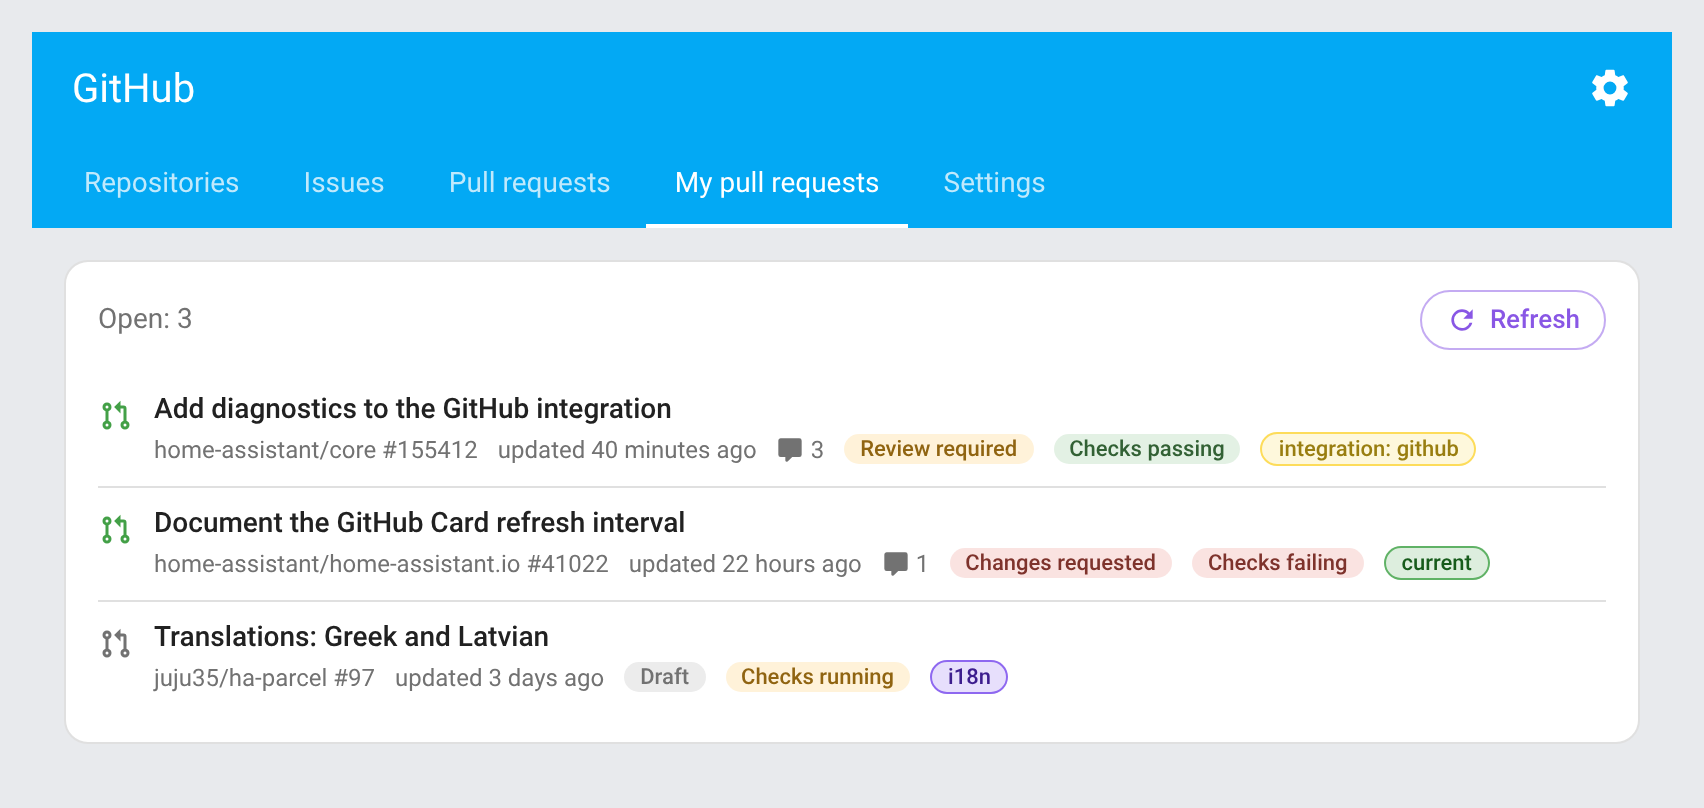 GitHub
Repositories Issues Pull requests My pull requests Settings
Open: 3 Refresh
Add diagnostics to the GitHub integration
home-assistant/core #155412 updated 40 minutes ago 3 Review required Checks passing integration: github
Document the GitHub Card refresh interval
home-assistant/home-assistant.io #41022 updated 22 hours ago 1 Changes requested Checks failing current
Translations: Greek and Latvian
juju35/ha-parcel #97 updated 3 days ago Draft Checks running i18n